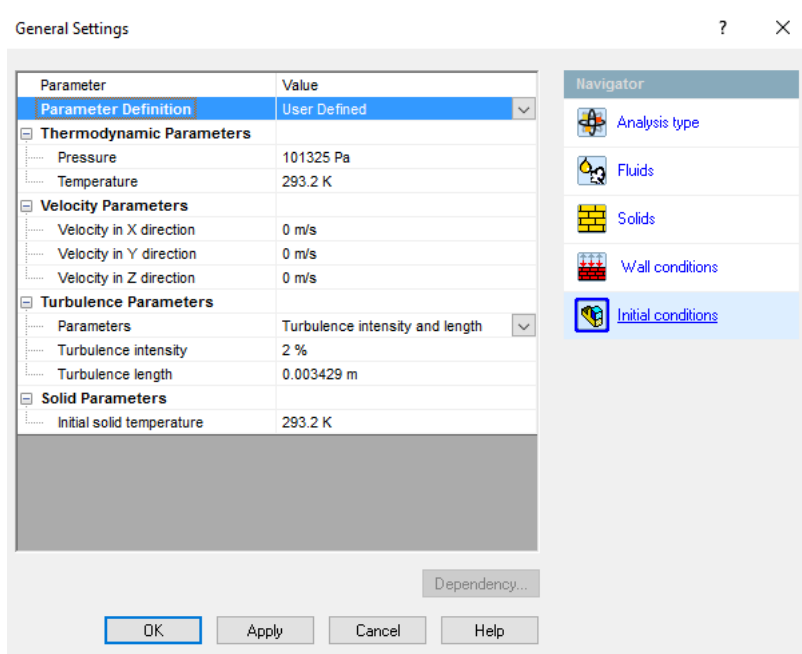 General Settings
Parameter Value
Parameter Definition User Defined
Thermodynamic Parameters
Pressure 101325 Pa
Temperature 293.2 K
Velocity Parameters
Velocity in X direction 0 m/s
Velocity in Y direction 0 m/s
Velocity in Z direction 0 m/s
Turbulence Parameters
Parameters Turbulence intensity and length
Turbulence intensity 2 %
Turbulence length 0.003429 m
Solid Parameters
Initial solid temperature 293.2 K
Dependency...
OK Apply Cancel Help
Navigator
Analysis type
Fluids
Solids
Wall conditions
Initial conditions